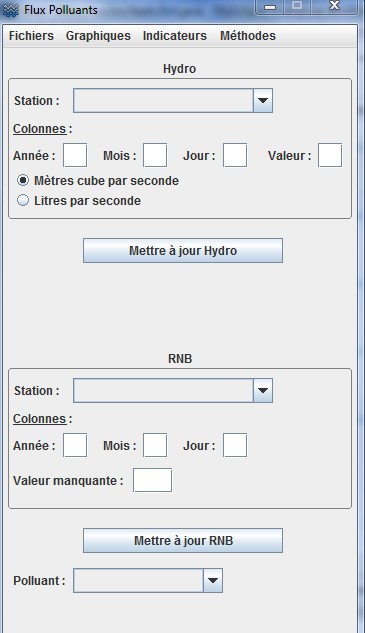 Flux Polluants
Fichiers Graphiques Indicateurs Méthodes
Hydro
Station :
Colonnes :
Année : Mois : Jour : Valeur :
Mètres cube par seconde
Litres par seconde
Mettre à jour Hydro
RNB
Station :
Colonnes :
Année : Mois : Jour :
Valeur manquante :
Mettre à jour RNB
Polluant :